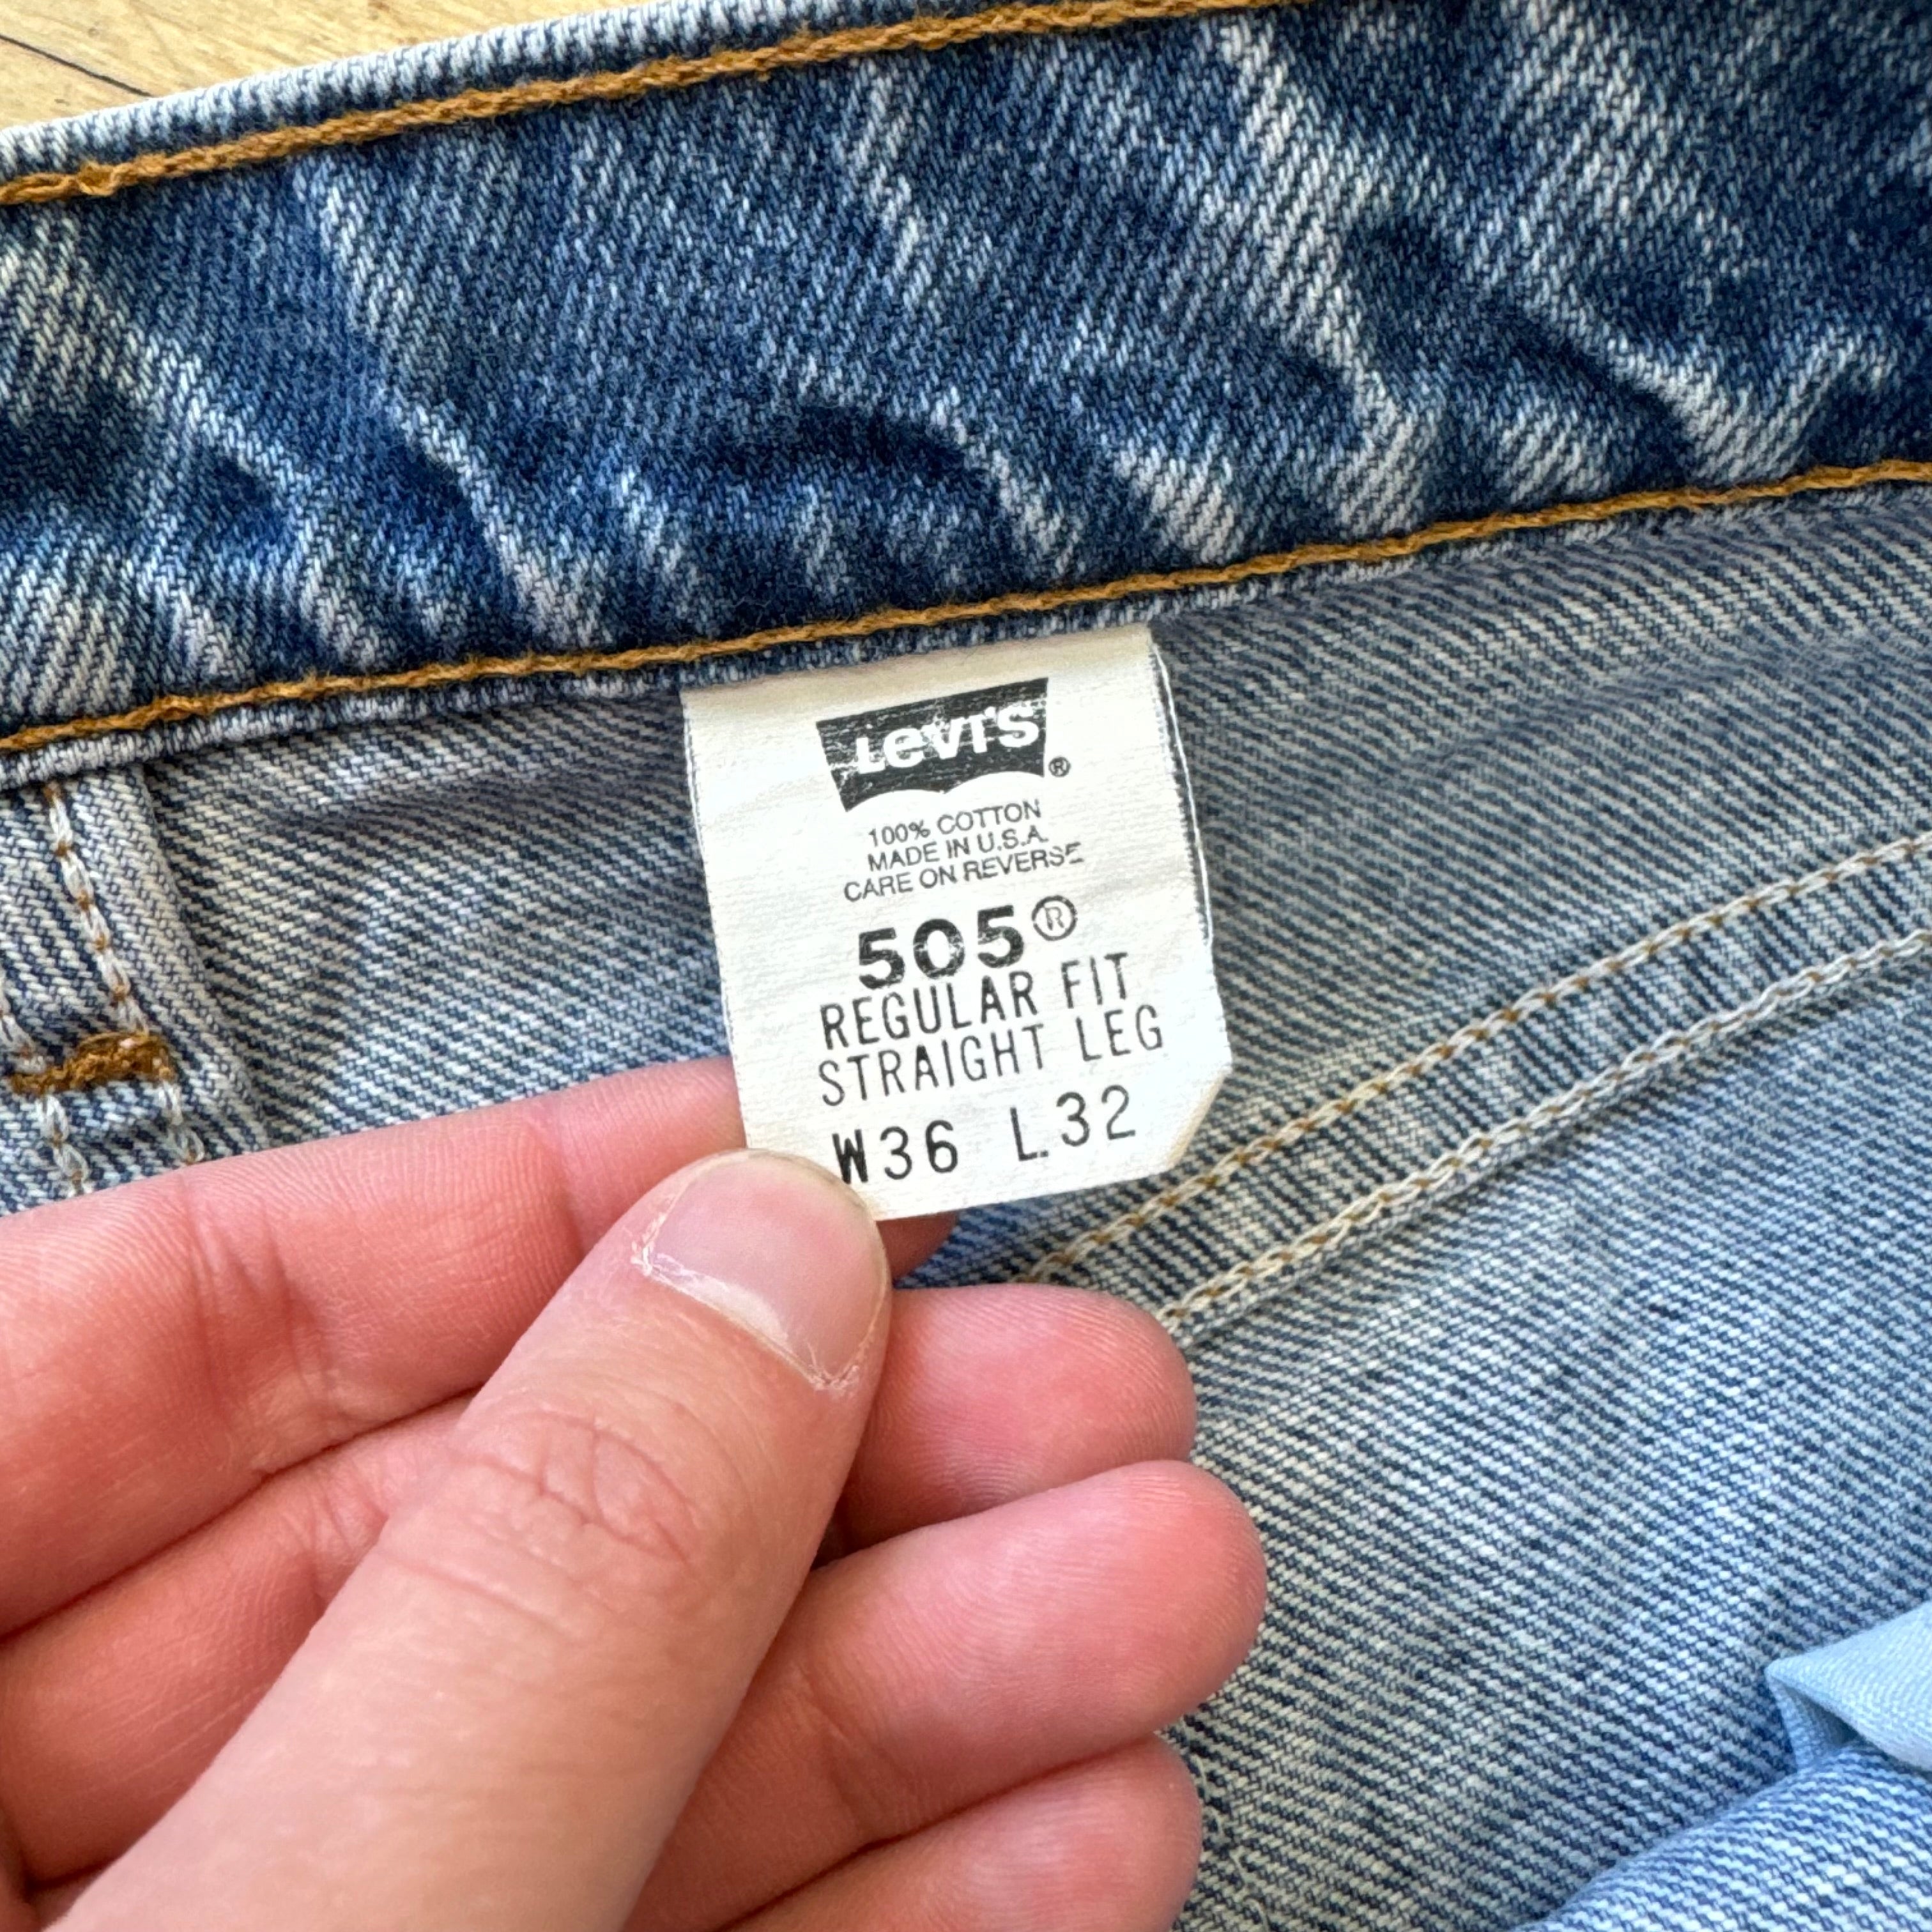 Levi's®
100% COTTON
MADE IN U.S.A.
CARE ON REVERSE
505®
REGULAR FIT
STRAIGHT LEG
W36 L32